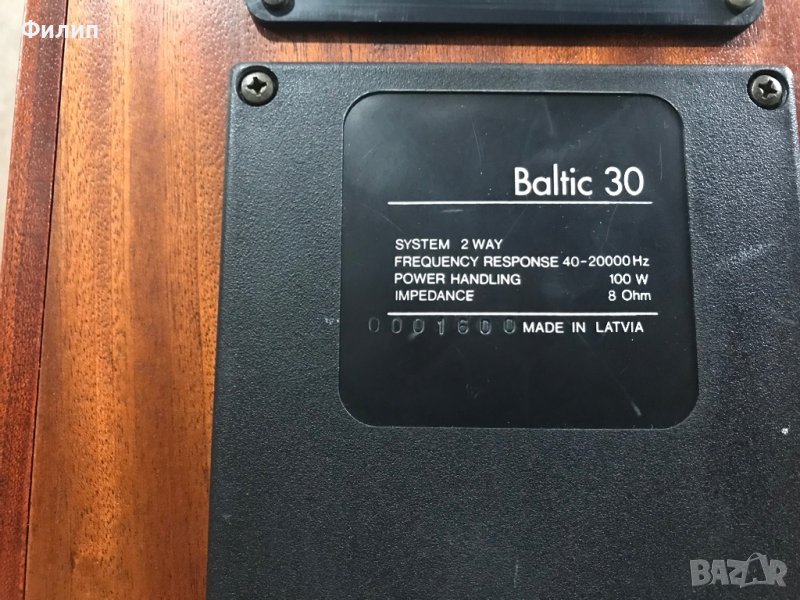 Филип
Baltic 30
SYSTEM 2 WAY
FREQUENCY RESPONSE 40-20000 Hz
POWER HANDLING 100 W
IMPEDANCE 8 Ohm
0001600 MADE IN LATVIA
BAZAR